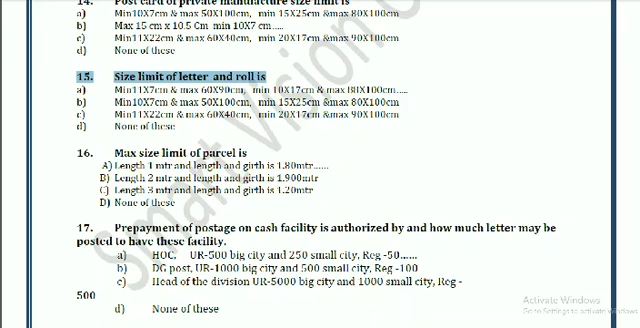 14. Post card of private manufacture size limit is
a) Min10X7cm & max 50X100cm, min 15X25cm &max 80X100cm
b) Max 15 cm x 10.5 Cm min 10X7 cm.....
c) Min11X22cm & max 60X40cm, min 20X17cm &max 90X100cm
d) None of these
15. Size limit of letter and roll is
a) Min11X7cm & max 60X90cm, min 10X17cm &max 80X100cm.....
b) Min10X7cm & max 50X100cm, min 15X25cm &max 80X100cm
c) Min11X22cm & max 60X40cm, min 20X17cm &max 90X100cm
d) None of these
16. Max size limit of parcel is
A) Length 1 mtr and length and girth is 1.80mtr......
B) Length 2 mtr and length and girth is 1.900mtr
C) Length 3 mtr and length and girth is 1.20mtr
D) None of these
17. Prepayment of postage on cash facility is authorized by and how much letter may be
posted to have these facility.
a) HOC, UR-500 big city and 250 small city, Reg -50......
b) DG post, UR-1000 big city and 500 small city, Reg -100
c) Head of the division UR-5000 big city and 1000 small city, Reg -
500
d) None of these
Smart Vision
Activate Windows
Go to Settings to activate Windows